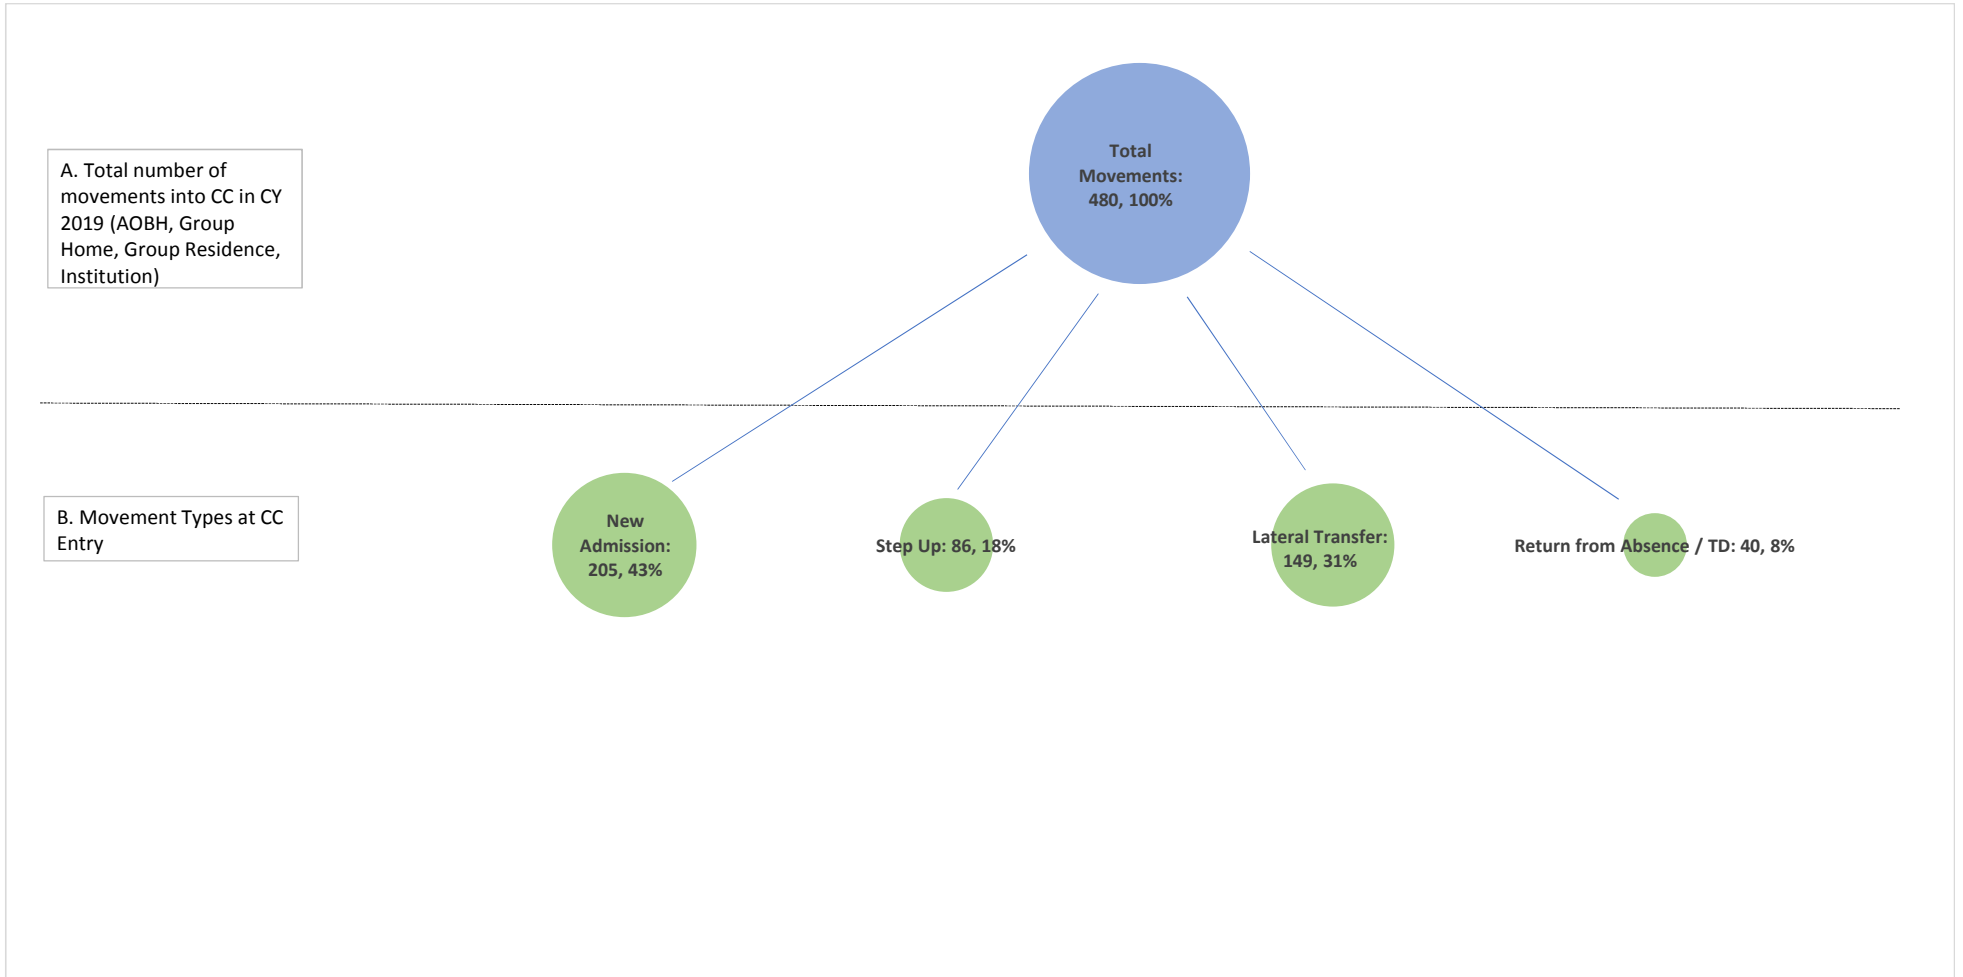 Total
Movements:
480, 100%
A. Total number of
movements into CC in CY
2019 (AOBH, Group
Home, Group Residence,
Institution)
B. Movement Types at CC
Entry
New
Admission:
205, 43%
Step Up: 86, 18%
Lateral Transfer:
149, 31%
Return from Absence / TD: 40, 8%